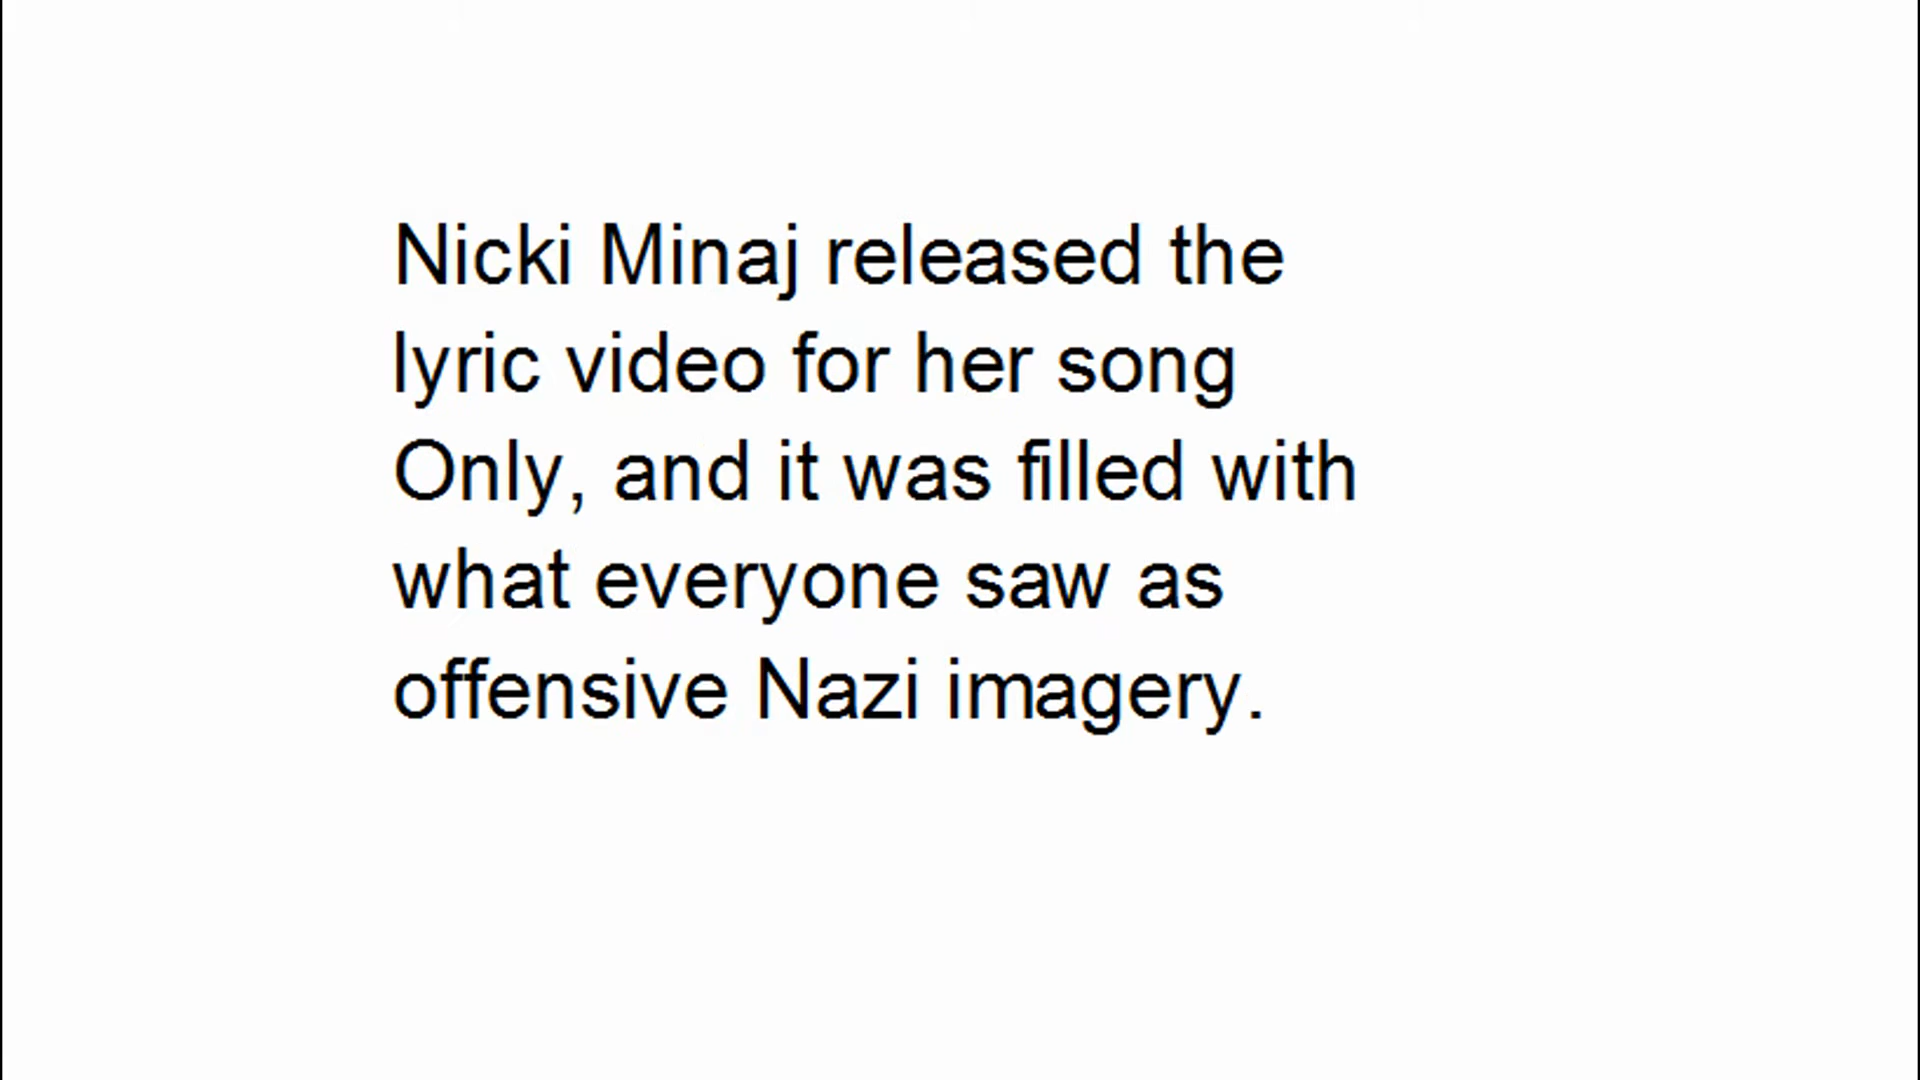 Nicki Minaj released the
lyric video for her song
Only, and it was filled with
what everyone saw as
offensive Nazi imagery.